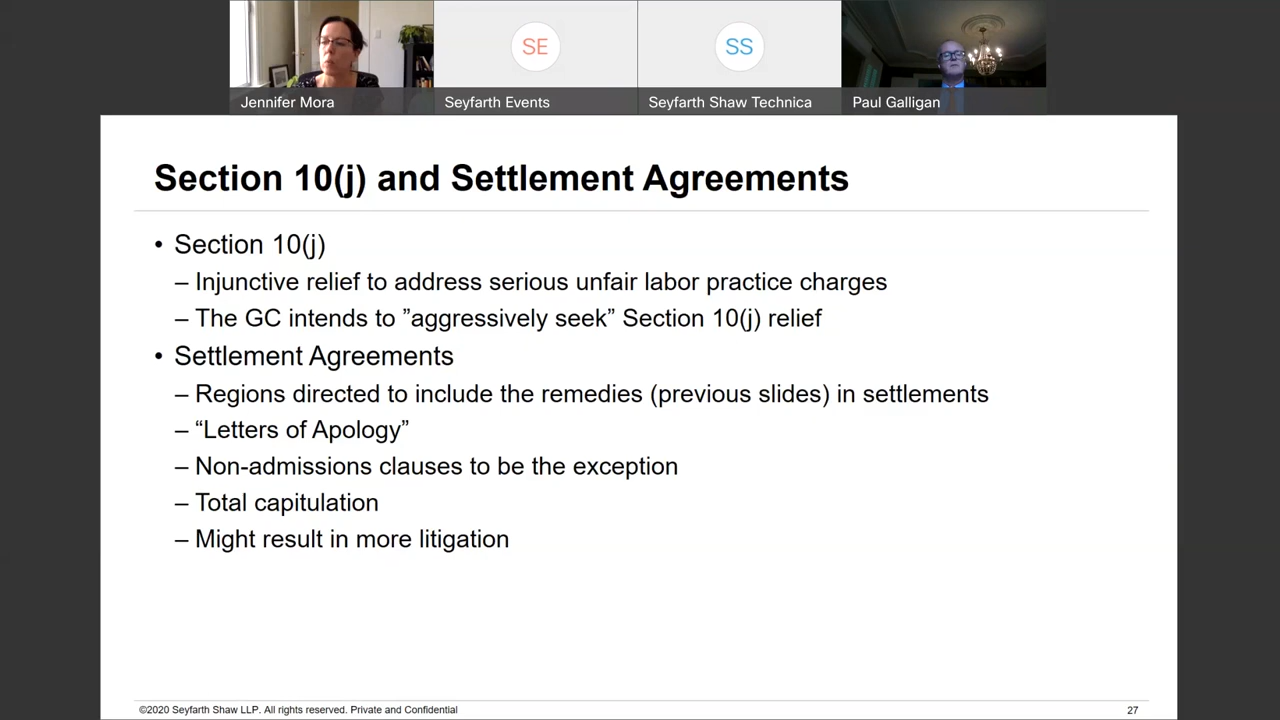 SE
SS
Jennifer Mora
Seyfarth Events
Seyfarth Shaw Technica
Paul Galligan
Section 10(j) and Settlement Agreements
• Section 10(j)
– Injunctive relief to address serious unfair labor practice charges
– The GC intends to ”aggressively seek” Section 10(j) relief
• Settlement Agreements
– Regions directed to include the remedies (previous slides) in settlements
– “Letters of Apology”
– Non-admissions clauses to be the exception
– Total capitulation
– Might result in more litigation
©2020 Seyfarth Shaw LLP. All rights reserved. Private and Confidential
27